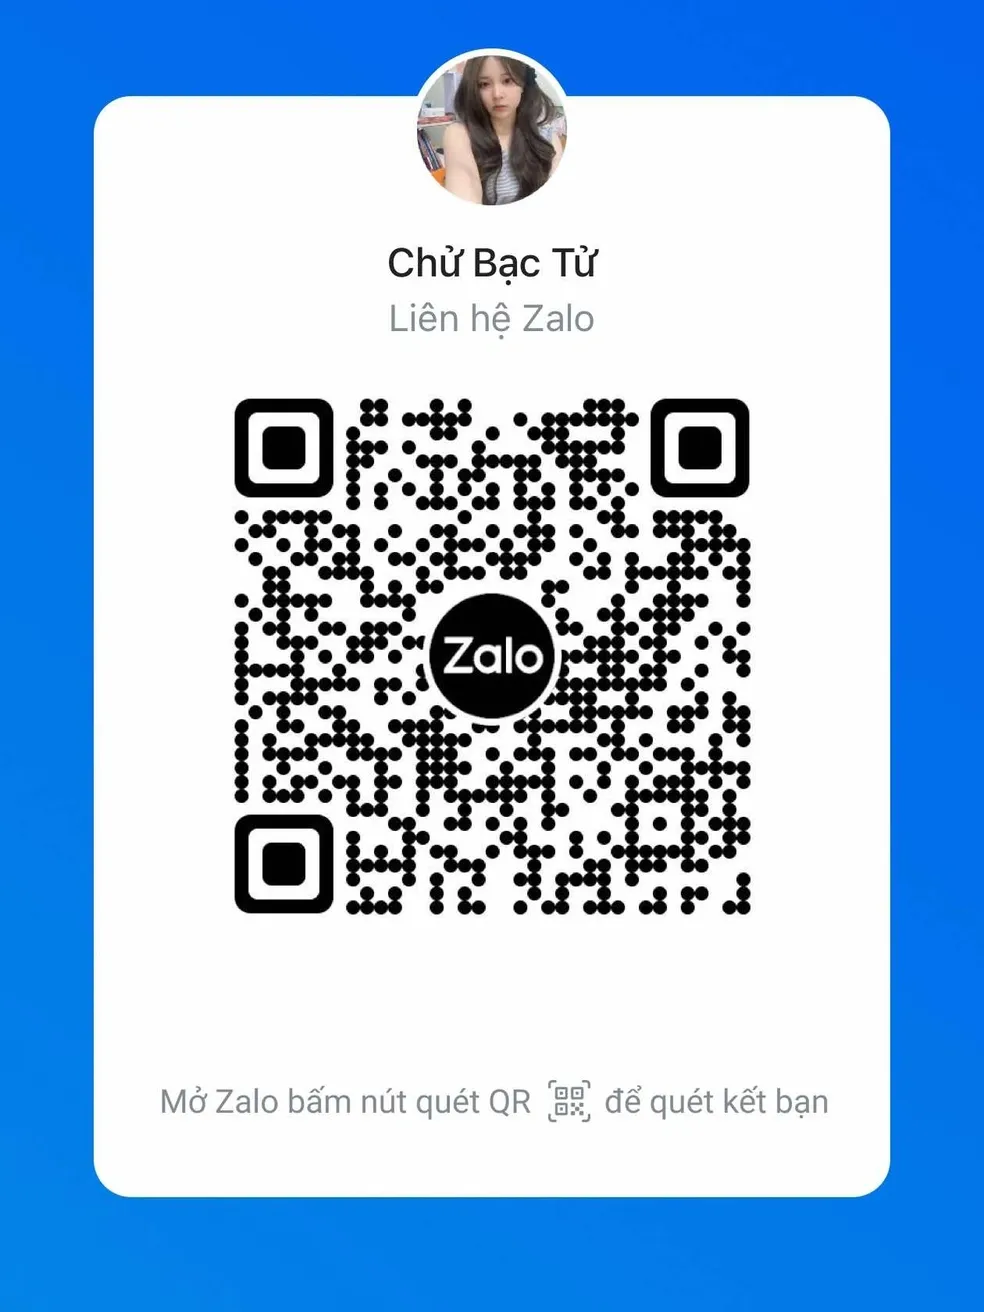 Chử Bạc Tử
Liên hệ Zalo
Zalo
Mở Zalo bấm nút quét QR để quét kết bạn